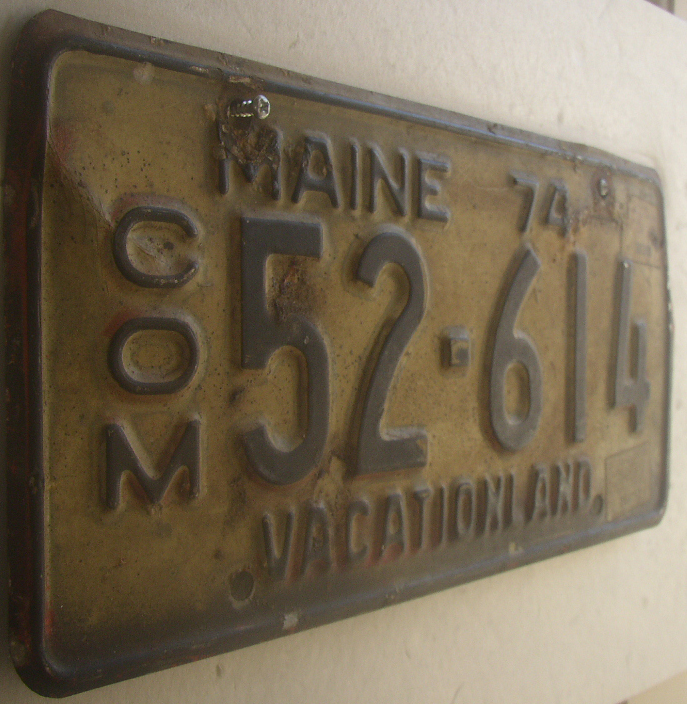 MAINE 74
COM
52-614
VACATIONLAND